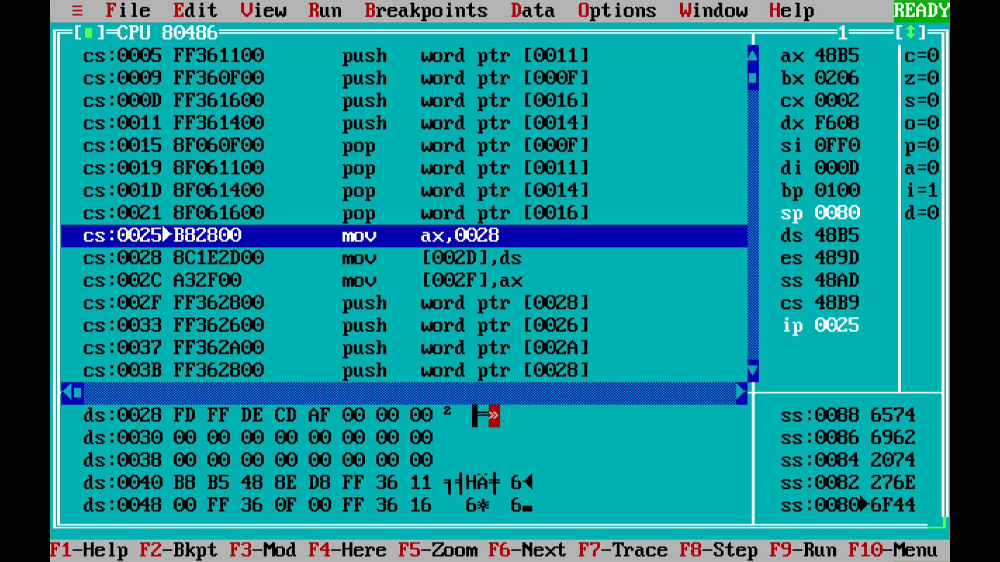 ≡ File Edit View Run Breakpoints Data Options Window Help READY
[■]=CPU 80486 1 [↕]
cs:0005 FF361100 push word ptr [0011] ax 48B5 c=0
cs:0009 FF360F00 push word ptr [000F] bx 0206 z=0
cs:000D FF361600 push word ptr [0016] cx 0002 s=0
cs:0011 FF361400 push word ptr [0014] dx F608 o=0
cs:0015 8F060F00 pop word ptr [000F] si 0FF0 p=0
cs:0019 8F061100 pop word ptr [0011] di 000D a=0
cs:001D 8F061400 pop word ptr [0014] bp 0100 i=1
cs:0021 8F061600 pop word ptr [0016] sp 0080 d=0
cs:0025►B82800 mov ax,0028 ds 48B5
cs:0028 8C1E2D00 mov [002D],ds es 489D
cs:002C A32F00 mov [002F],ax ss 48AD
cs:002F FF362800 push word ptr [0028] cs 48B9
cs:0033 FF362600 push word ptr [0026] ip 0025
cs:0037 FF362A00 push word ptr [002A]
cs:003B FF362800 push word ptr [0028]
ds:0028 FD FF DE CD AF 00 00 00 ² ▐═» ss:0088 6574
ds:0030 00 00 00 00 00 00 00 00 ss:0086 6962
ds:0038 00 00 00 00 00 00 00 00 ss:0084 2074
ds:0040 B8 B5 48 8E D8 FF 36 11 ╕╡HÄ╪ 6◄ ss:0082 276E
ds:0048 00 FF 36 0F 00 FF 36 16 6☼ 6▬ ss:0080►6F44
F1-Help F2-Bkpt F3-Mod F4-Here F5-Zoom F6-Next F7-Trace F8-Step F9-Run F10-Menu